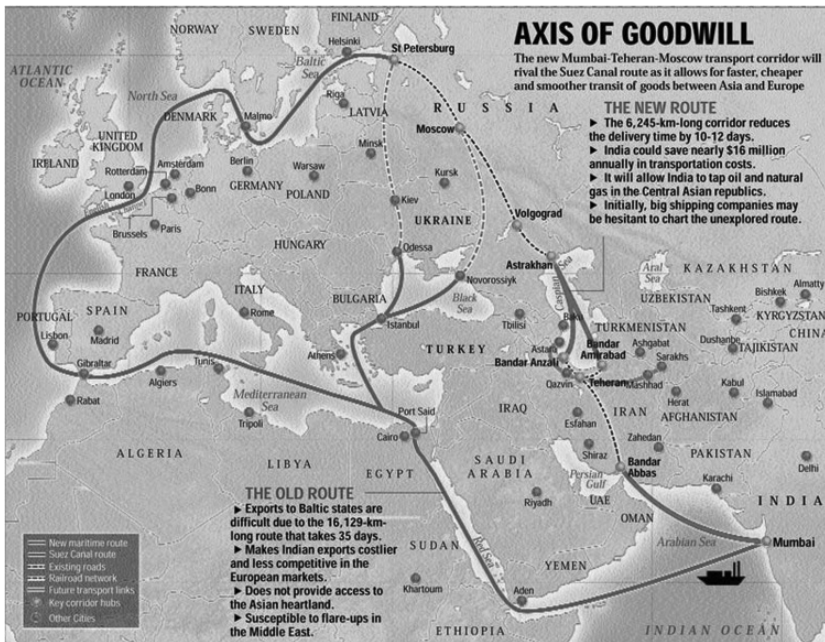 AXIS OF GOODWILL
The new Mumbai-Teheran-Moscow transport corridor will
rival the Suez Canal route as it allows for faster, cheaper
and smoother transit of goods between Asia and Europe
THE NEW ROUTE
▶ The 6,245-km-long corridor reduces
the delivery time by 10-12 days.
▶ India could save nearly $16 million
annually in transportation costs.
▶ It will allow India to tap oil and natural
gas in the Central Asian republics.
▶ Initially, big shipping companies may
be hesitant to chart the unexplored route.
NORWAY
SWEDEN
FINLAND
Helsinki
St Petersburg
ATLANTIC
OCEAN
Baltic
Sea
North Sea
Riga
LATVIA
RUSSIA
DENMARK
Malmo
Moscow
UNITED
KINGDOM
IRELAND
Minsk
Amsterdam
Rotterdam
Berlin
Warsaw
Kursk
London
Bonn
GERMANY
POLAND
Kiev
English
Channel
Brussels
Paris
UKRAINE
Volgograd
HUNGARY
Odessa
Astrakhan
FRANCE
Novorossiyk
Caspian Sea
Aral
Sea
KAZAKHSTAN
ITALY
BULGARIA
Black
Sea
UZBEKISTAN
Bishkek
Almatty
PORTUGAL
SPAIN
Rome
Istanbul
Tbilisi
Baku
Tashkent
KYRGYZSTAN
CHINA
Lisbon
Madrid
TURKMENISTAN
Astara
Bandar
Amirabad
Ashgabat
Dushanbe
TAJIKISTAN
Gibraltar
Athens
TURKEY
Bandar Anzali
Sarakhs
Algiers
Tunis
Qazvin
Teheran
Mashhad
Kabul
Rabat
Mediterranean
Sea
Port Said
IRAQ
IRAN
Herat
Islamabad
Tripoli
Cairo
Esfahan
AFGHANISTAN
ALGERIA
LIBYA
EGYPT
SAUDI
ARABIA
Shiraz
Zahedan
PAKISTAN
Bandar
Abbas
Delhi
Persian
Gulf
Karachi
Riyadh
UAE
INDIA
OMAN
THE OLD ROUTE
▶ Exports to Baltic states are
difficult due to the 16,129-km-
long route that takes 35 days.
▶ Makes Indian exports costlier
and less competitive in the
European markets.
▶ Does not provide access to
the Asian heartland.
▶ Susceptible to flare-ups in
the Middle East.
SUDAN
Red Sea
Arabian Sea
Mumbai
YEMEN
Khartoum
Aden
ETHIOPIA
INDIAN OCEAN
New maritime route
Suez Canal route
Existing roads
Railroad network
Future transport links
Key corridor hubs
Other Cities